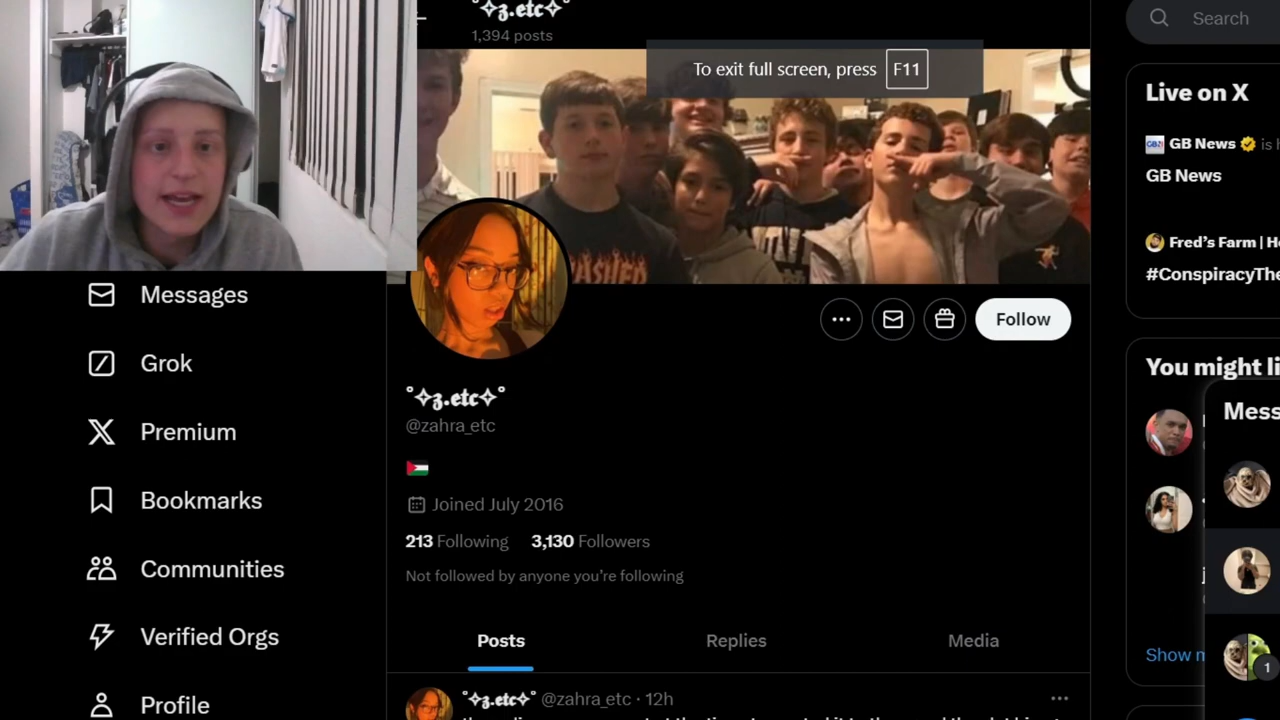 ˚✧𝖟.𝖊𝖙𝖈✧˚
1,394 posts
To exit full screen, press F11
Search
Live on X
GB News is
GB News
Fred's Farm |
#ConspiracyThe
THRASHER
Messages
Grok
Premium
Bookmarks
Communities
Verified Orgs
Profile
Follow
˚✧𝖟.𝖊𝖙𝖈✧˚
@zahra_etc
🇵🇸
Joined July 2016
213 Following 3,130 Followers
Not followed by anyone you're following
Posts Replies Media
˚✧𝖟.𝖊𝖙𝖈✧˚ @zahra_etc · 12h
You might li
Show m
Mess
1